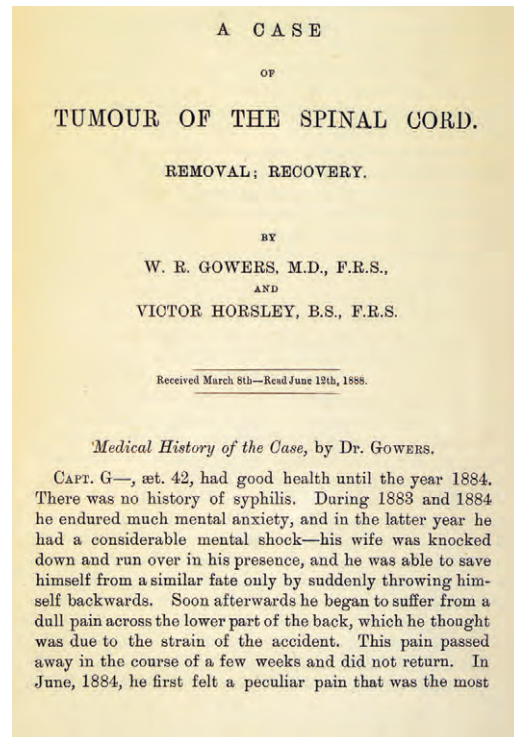 A CASE
OF
TUMOUR OF THE SPINAL CORD.
REMOVAL; RECOVERY.
BY
W. R. GOWERS, M.D., F.R.S.,
AND
VICTOR HORSLEY, B.S., F.R.S.
Received March 8th—Read June 12th, 1888.
Medical History of the Case, by Dr. GOWERS.
CAPT. G—, æt. 42, had good health until the year 1884.
There was no history of syphilis. During 1883 and 1884
he endured much mental anxiety, and in the latter year he
had a considerable mental shock—his wife was knocked
down and run over in his presence, and he was able to save
himself from a similar fate only by suddenly throwing him-
self backwards. Soon afterwards he began to suffer from a
dull pain across the lower part of the back, which he thought
was due to the strain of the accident. This pain passed
away in the course of a few weeks and did not return. In
June, 1884, he first felt a peculiar pain that was the most